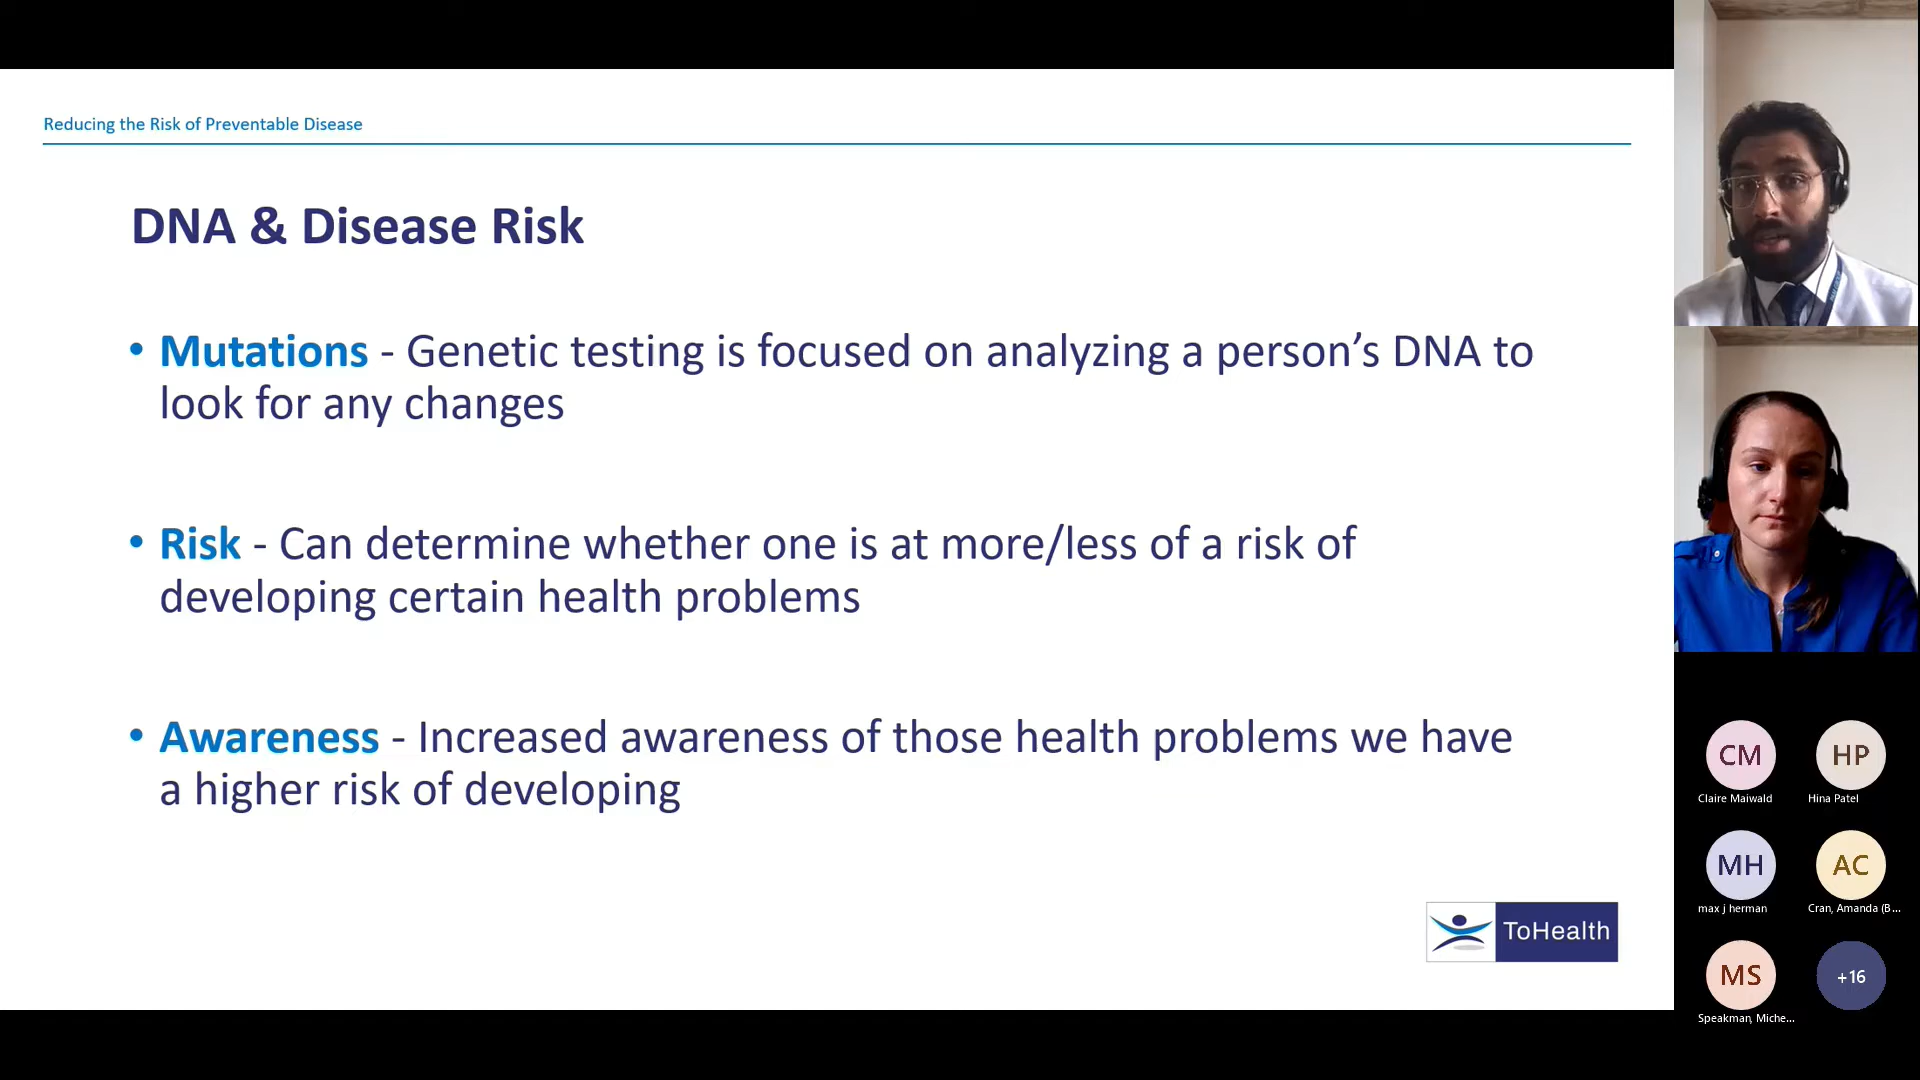 Reducing the Risk of Preventable Disease
DNA & Disease Risk
• Mutations - Genetic testing is focused on analyzing a person’s DNA to
look for any changes
• Risk - Can determine whether one is at more/less of a risk of
developing certain health problems
• Awareness - Increased awareness of those health problems we have
a higher risk of developing
ToHealth
CM
HP
Claire Maiwald
Hina Patel
MH
AC
max j herman
Cran, Amanda (B...
MS
+16
Speakman, Miche...